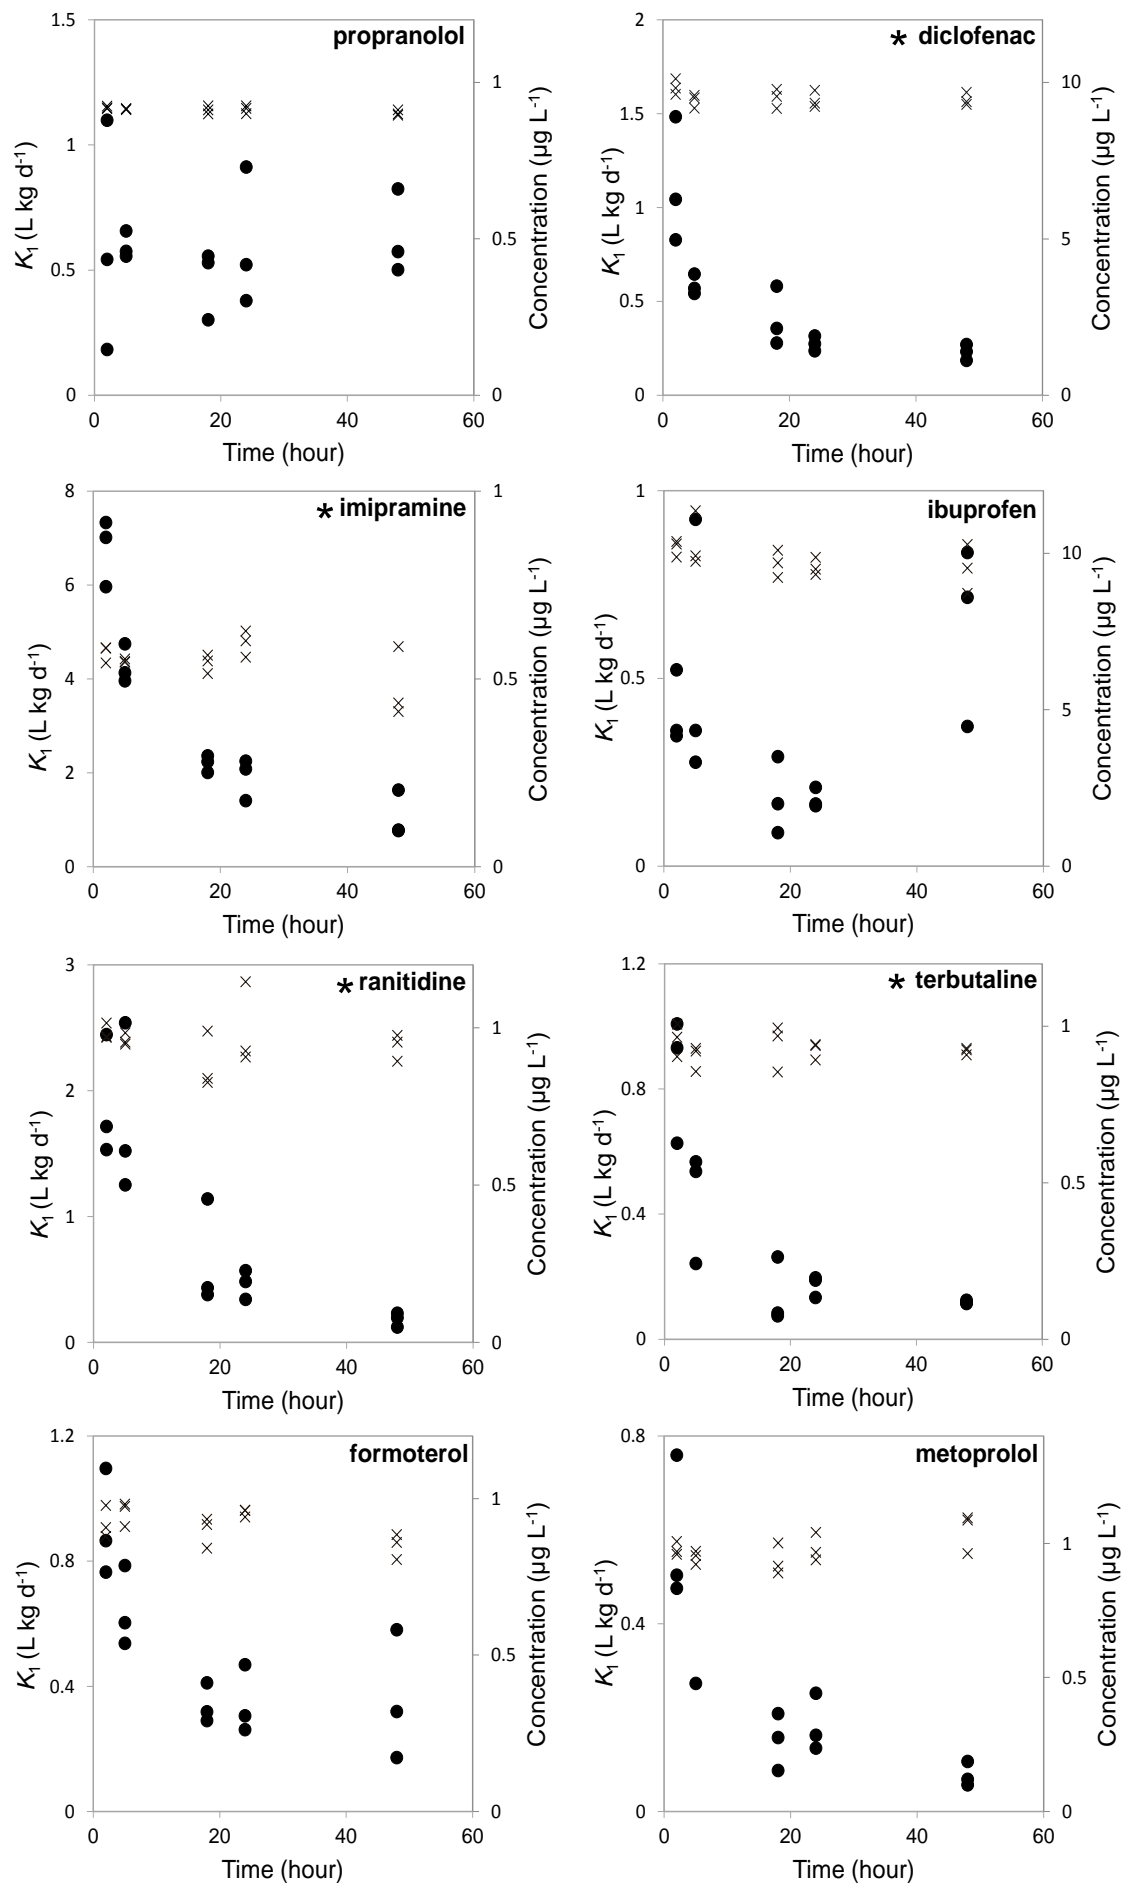 propranolol
1.5
1
0.5
0
K1 (L kg d-1)
1
0.5
0
Concentration (µg L-1)
0 20 40 60
Time (hour)
* diclofenac
2
1.5
1
0.5
0
K1 (L kg d-1)
10
5
0
Concentration (µg L-1)
0 20 40 60
Time (hour)
* imipramine
8
6
4
2
0
K1 (L kg d-1)
1
0.5
0
Concentration (µg L-1)
0 20 40 60
Time (hour)
ibuprofen
1
0.5
0
K1 (L kg d-1)
10
5
0
Concentration (µg L-1)
0 20 40 60
Time (hour)
* ranitidine
3
2
1
0
K1 (L kg d-1)
1
0.5
0
Concentration (µg L-1)
0 20 40 60
Time (hour)
* terbutaline
1.2
0.8
0.4
0
K1 (L kg d-1)
1
0.5
0
Concentration (µg L-1)
0 20 40 60
Time (hour)
formoterol
1.2
0.8
0.4
0
K1 (L kg d-1)
1
0.5
0
Concentration (µg L-1)
0 20 40 60
Time (hour)
metoprolol
0.8
0.4
0
K1 (L kg d-1)
1
0.5
0
Concentration (µg L-1)
0 20 40 60
Time (hour)